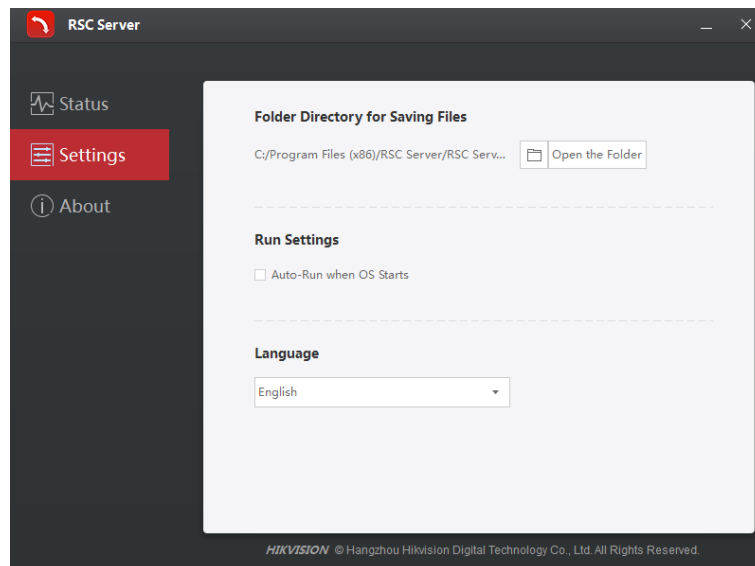 RSC Server
Status
Settings
About
Folder Directory for Saving Files
C:/Program Files (x86)/RSC Server/RSC Serv...
Open the Folder
Run Settings
Auto-Run when OS Starts
Language
English
HIKVISION © Hangzhou Hikvision Digital Technology Co., Ltd. All Rights Reserved.